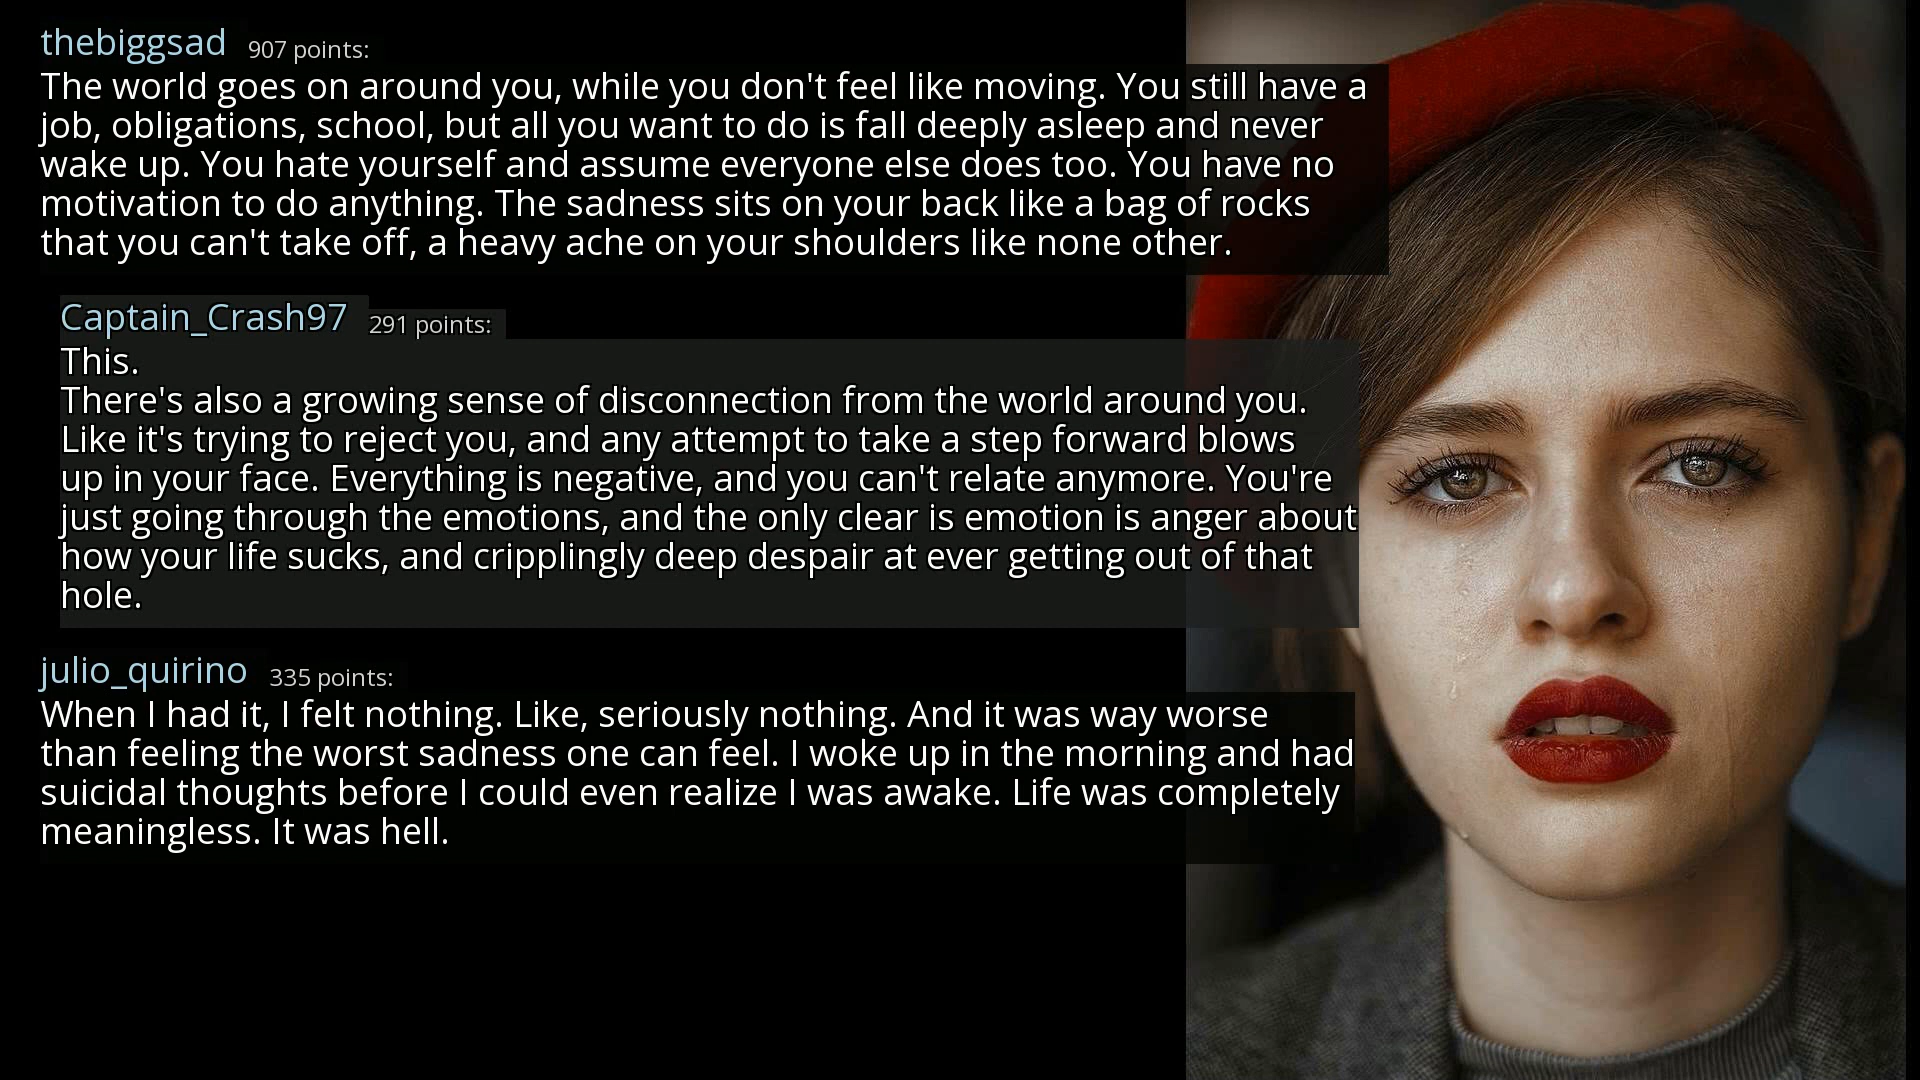 thebiggsad 907 points:
The world goes on around you, while you don't feel like moving. You still have a
job, obligations, school, but all you want to do is fall deeply asleep and never
wake up. You hate yourself and assume everyone else does too. You have no
motivation to do anything. The sadness sits on your back like a bag of rocks
that you can't take off, a heavy ache on your shoulders like none other.
Captain_Crash97 291 points:
This.
There's also a growing sense of disconnection from the world around you.
Like it's trying to reject you, and any attempt to take a step forward blows
up in your face. Everything is negative, and you can't relate anymore. You're
just going through the emotions, and the only clear is emotion is anger about
how your life sucks, and cripplingly deep despair at ever getting out of that
hole.
julio_quirino 335 points:
When I had it, I felt nothing. Like, seriously nothing. And it was way worse
than feeling the worst sadness one can feel. I woke up in the morning and had
suicidal thoughts before I could even realize I was awake. Life was completely
meaningless. It was hell.